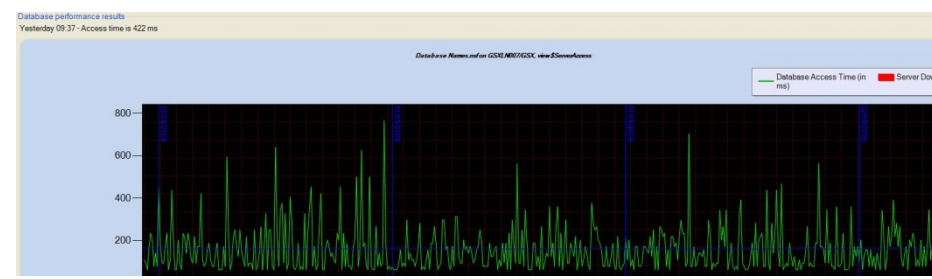 Database performance results
Yesterday 09:37 - Access time is 422 ms
Database Names.nsf on GSXLN007/GSX, view $ServerAccess
Database Access Time (in ms)
Server Dow
800
600
400
200